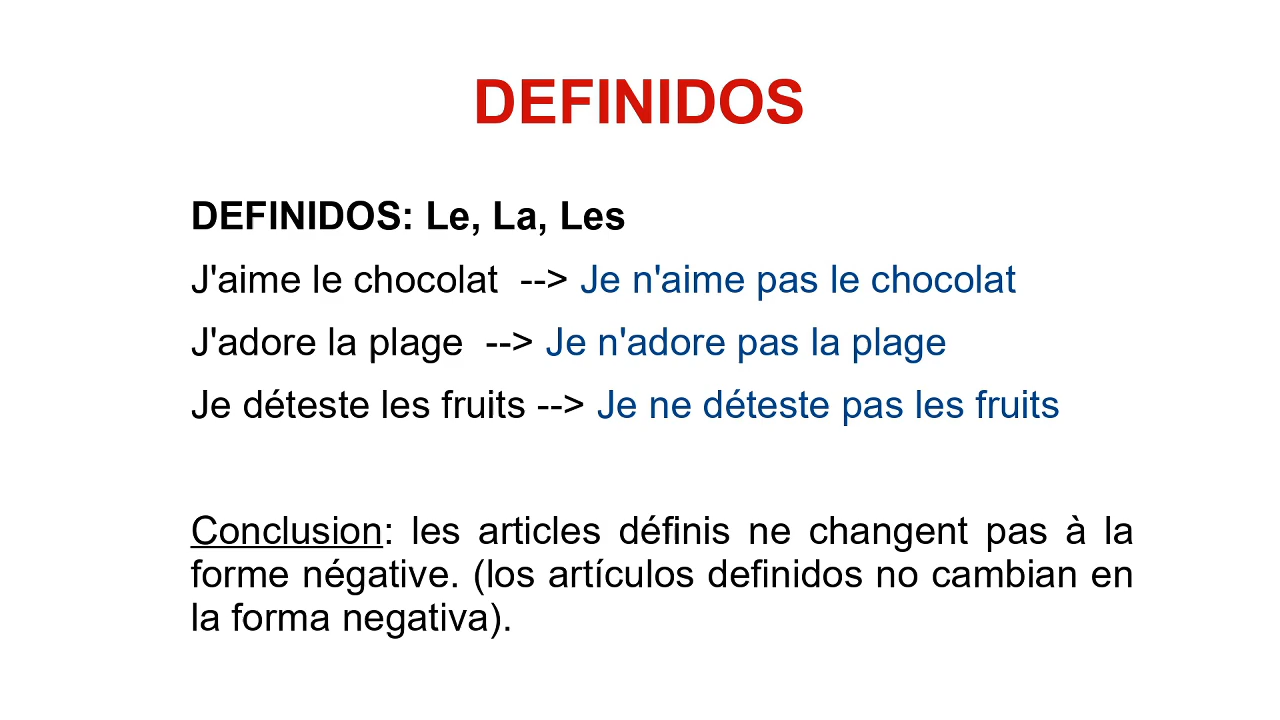 DEFINIDOS
DEFINIDOS: Le, La, Les
J'aime le chocolat --> Je n'aime pas le chocolat
J'adore la plage --> Je n'adore pas la plage
Je déteste les fruits --> Je ne déteste pas les fruits
Conclusion: les articles définis ne changent pas à la
forme négative. (los artículos definidos no cambian en
la forma negativa).